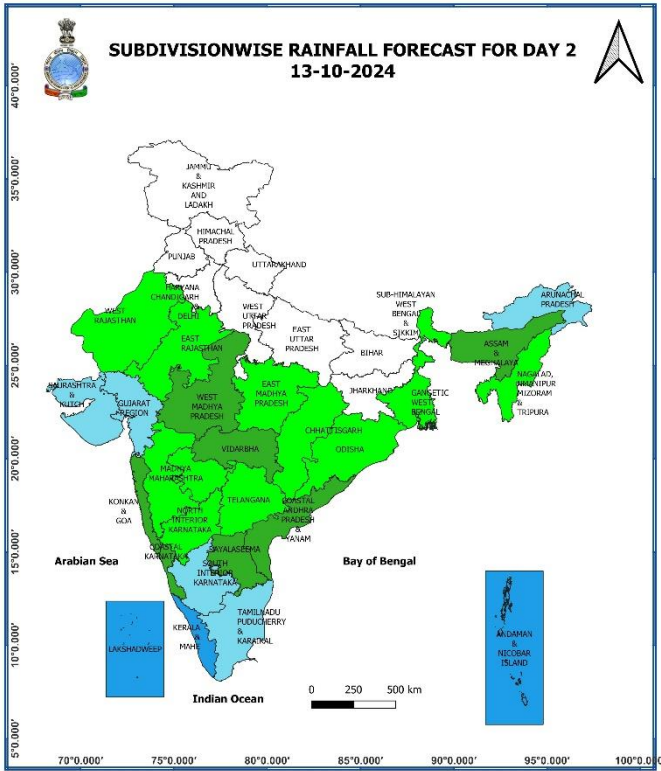 SUBDIVISIONWISE RAINFALL FORECAST FOR DAY 2
13-10-2024
40°0.000'
35°0.000'
30°0.000'
25°0.000'
20°0.000'
15°0.000'
10°0.000'
5°0.000'
JAMMU
&
KASHMIR
AND
LADAKH
HIMACHAL
PRADESH
PUNJAB
UTTARAKHAND
HARYANA
CHANDIGARH
&
DELHI
WEST
RAJASTHAN
EAST
RAJASTHAN
WEST
UTTAR
PRADESH
EAST
UTTAR
PRADESH
BIHAR
SUB-HIMALAYAN
WEST
BENGAL
&
SIKKIM
ARUNACHAL
PRADESH
ASSAM
&
MEGHALAYA
MIZORAM
&
TRIPURA
SAURASHTRA
&
KUTCH
GUJARAT
REGION
WEST
MADHYA
PRADESH
EAST
MADHYA
PRADESH
JHARKHAND
GANGETIC
WEST
BENGAL
CHHATTISGARH
ODISHA
VIDARBHA
MADHYA
MAHARASHTRA
TELANGANA
KONKAN
&
GOA
NORTH
INTERIOR
KARNATAKA
COASTAL
ANDHRA
PRADESH
&
YANAM
COASTAL
KARNATAKA
RAYALASEEMA
SOUTH
INTERIOR
KARNATAKA
Arabian Sea
Bay of Bengal
TAMILNADU
PUDUCHERRY
&
KARAIKAL
KERALA
&
MAHE
LAKSHADWEEP
ANDAMAN
&
NICOBAR
ISLAND
Indian Ocean
0 250 500 km
70°0.000' 75°0.000' 80°0.000' 85°0.000' 90°0.000' 95°0.000' 100°0.000'